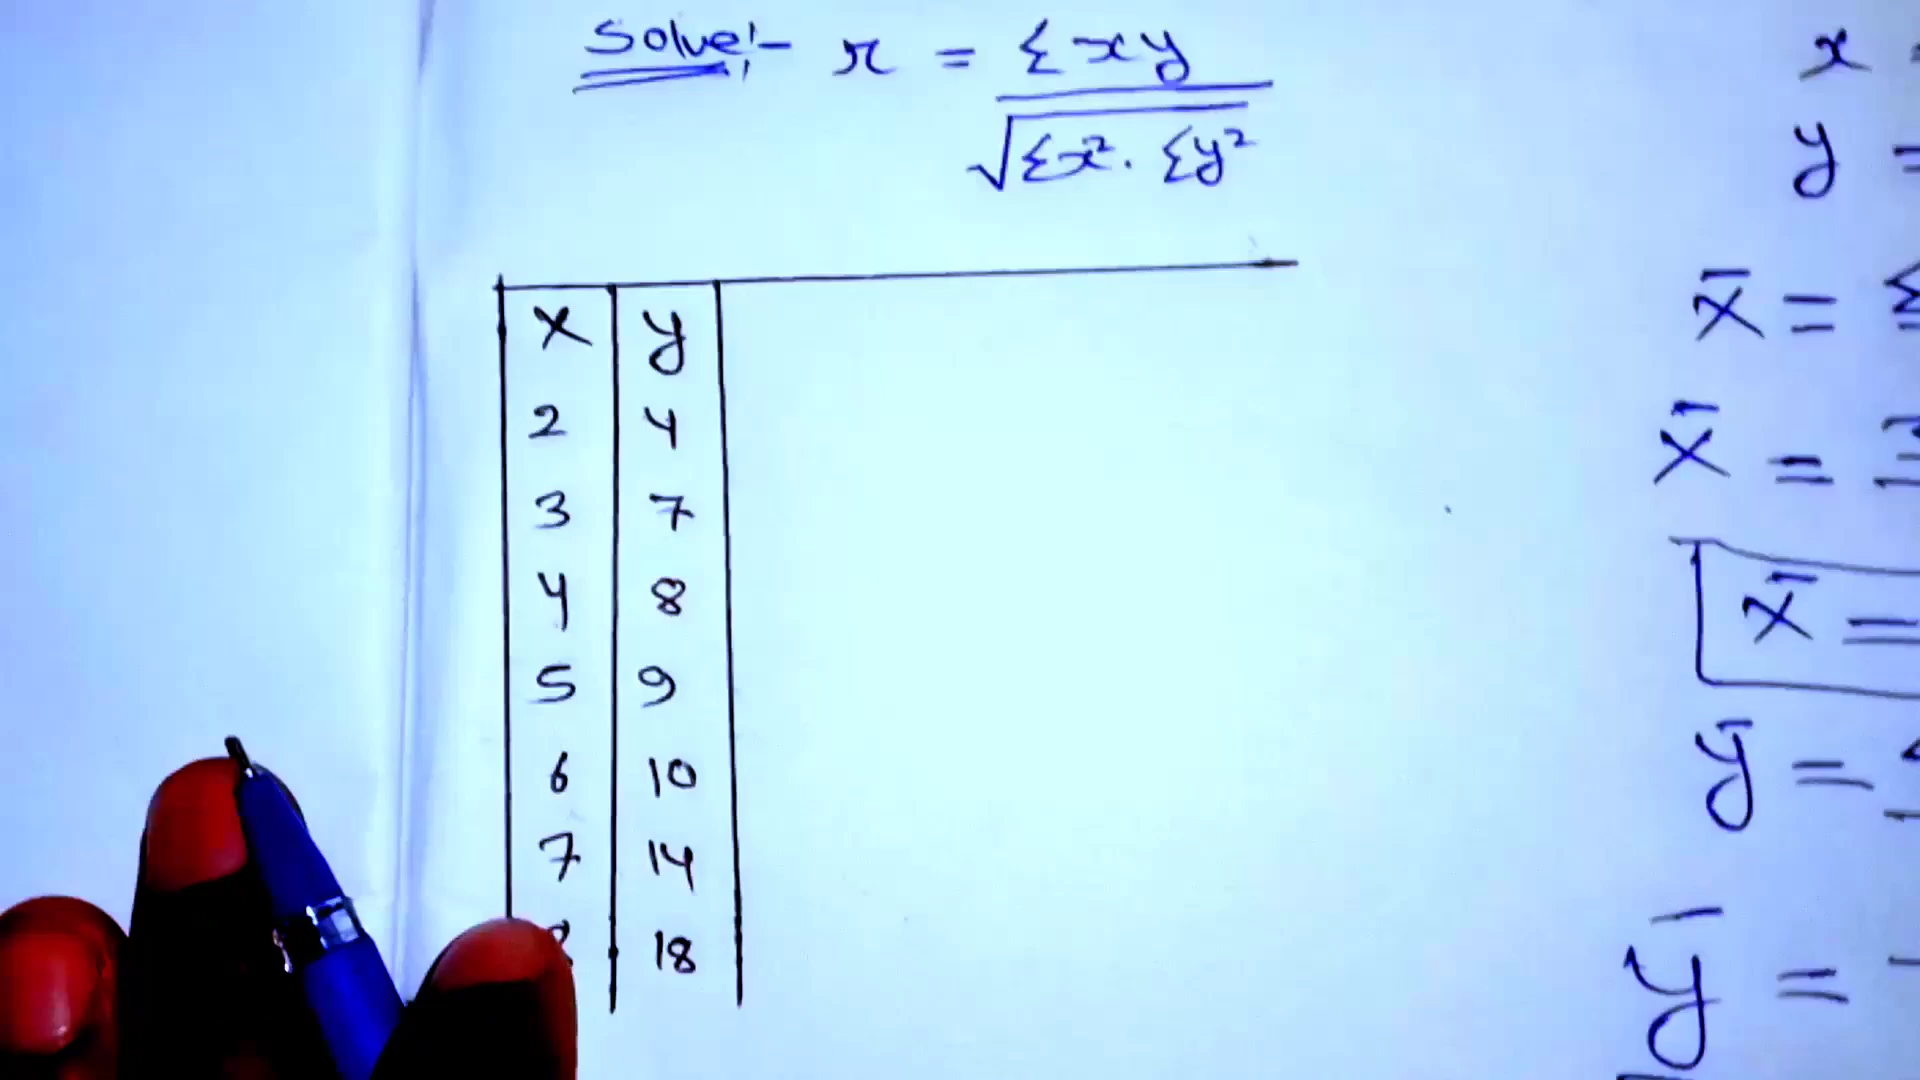 Solve:- r = Σxy
√Σx². Σy²
X y
2 4
3 7
4 8
5 9
6 10
7 14
18
x
y =
X̄ =
X̄ =
X̄ =
ȳ =
ȳ =